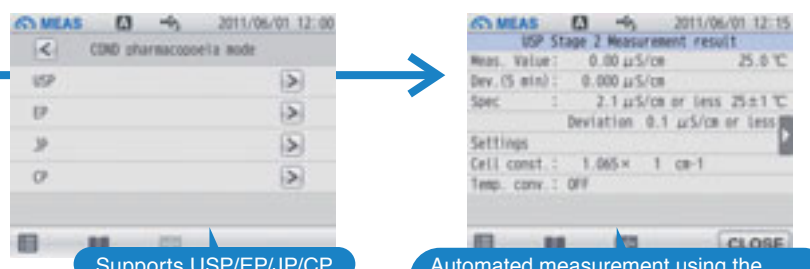 MEAS A 2011/06/01 12:00
< COND pharmacopoeia mode
USP >
EP >
JP >
CP >
Supports USP/EP/JP/CP
MEAS A 2011/06/01 12:15
USP Stage 2 Measurement result
Meas. Value: 0.00 μS/cm 25.0 ℃
Dev.(5 min): 0.000 μS/cm
Spec : 2.1 μS/cm or less 25±1 ℃
Deviation 0.1 μS/cm or less
Settings
Cell const.: 1.065× 1 cm-1
Temp. conv.: OFF
CLOSE
Automated measurement using the